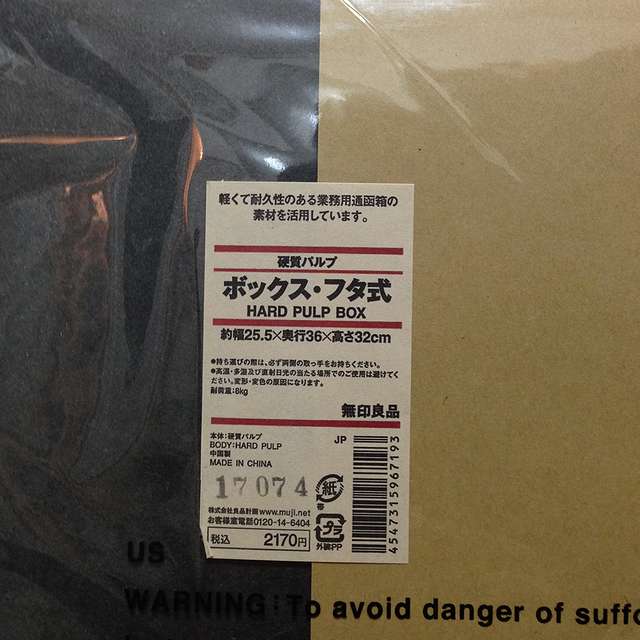 軽くて耐久性のある業務用通函箱の
素材を活用しています。
硬質パルプ
ボックス・フタ式
HARD PULP BOX
約幅25.5×奥行36×高さ32cm
●持ち運びの際は、必ず両側の取っ手をお持ちください。
●高温・多湿及び直射日光の当たる場所でのご使用は避けてく
ださい。変形・変色の原因になります。
耐荷重:8kg
無印良品
本体:硬質パルプ
BODY:HARD PULP
中国製
MADE IN CHINA
JP
17074
紙
帯
プラ
外装PP
株式会社良品計画 www.muji.net
お客様室電話0120-14-6404
税込 2170円
4547315967193
US
WARNING: To avoid danger of suffo